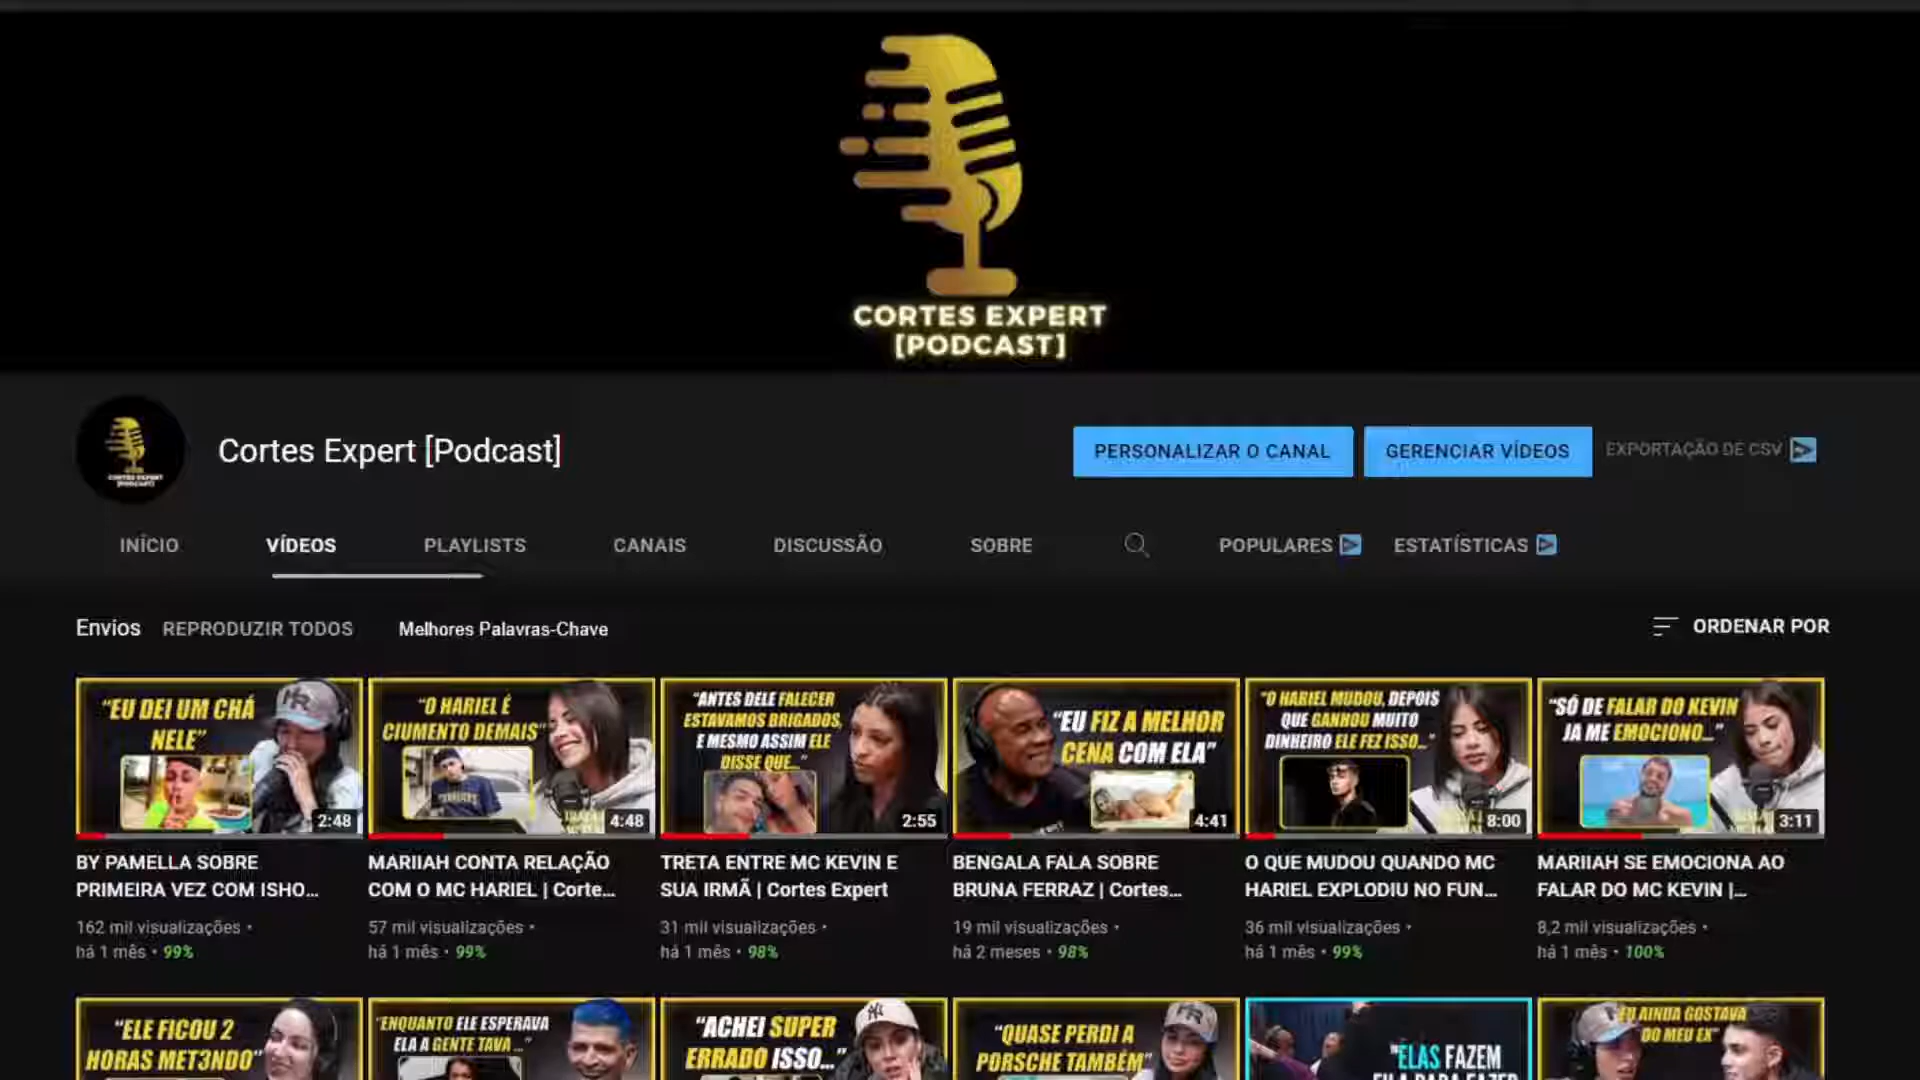 CORTES EXPERT
[PODCAST]
Cortes Expert [Podcast]
PERSONALIZAR O CANAL
GERENCIAR VÍDEOS
EXPORTAÇÃO DE CSV
INÍCIO
VÍDEOS
PLAYLISTS
CANAIS
DISCUSSÃO
SOBRE
POPULARES
ESTATÍSTICAS
Envios
REPRODUZIR TODOS
Melhores Palavras-Chave
ORDENAR POR
"EU DEI UM CHÁ
NELE"
2:48
BY PAMELLA SOBRE
PRIMEIRA VEZ COM ISHO...
162 mil visualizações •
há 1 mês • 99%
"O HARIEL É
CIUMENTO DEMAIS"
4:48
MARIIAH CONTA RELAÇÃO
COM O MC HARIEL | Corte...
57 mil visualizações •
há 1 mês • 99%
"ANTES DELE FALECER
ESTAVAMOS BRIGADOS,
E MESMO ASSIM ELE
DISSE QUE..."
2:55
TRETA ENTRE MC KEVIN E
SUA IRMÃ | Cortes Expert
31 mil visualizações •
há 1 mês • 98%
"EU FIZ A MELHOR
CENA COM ELA"
4:41
BENGALA FALA SOBRE
BRUNA FERRAZ | Cortes...
19 mil visualizações •
há 2 meses • 98%
"O HARIEL MUDOU, DEPOIS
QUE GANHOU MUITO
DINHEIRO ELE FEZ ISSO..."
8:00
O QUE MUDOU QUANDO MC
HARIEL EXPLODIU NO FUN...
36 mil visualizações •
há 1 mês • 99%
"SÓ DE FALAR DO KEVIN
JA ME EMOCIONO..."
3:11
MARIIAH SE EMOCIONA AO
FALAR DO MC KEVIN |...
8,2 mil visualizações •
há 1 mês • 100%
"ELE FICOU 2
HORAS MET3NDO"
"ENQUANTO ELE ESPERAVA
ELA A GENTE TAVA ..."
"ACHEI SUPER
ERRADO ISSO..."
"QUASE PERDI A
PORSCHE TAMBÉM"
"ELAS FAZEM
"EU AINDA GOSTAVA
DO MEU EX"